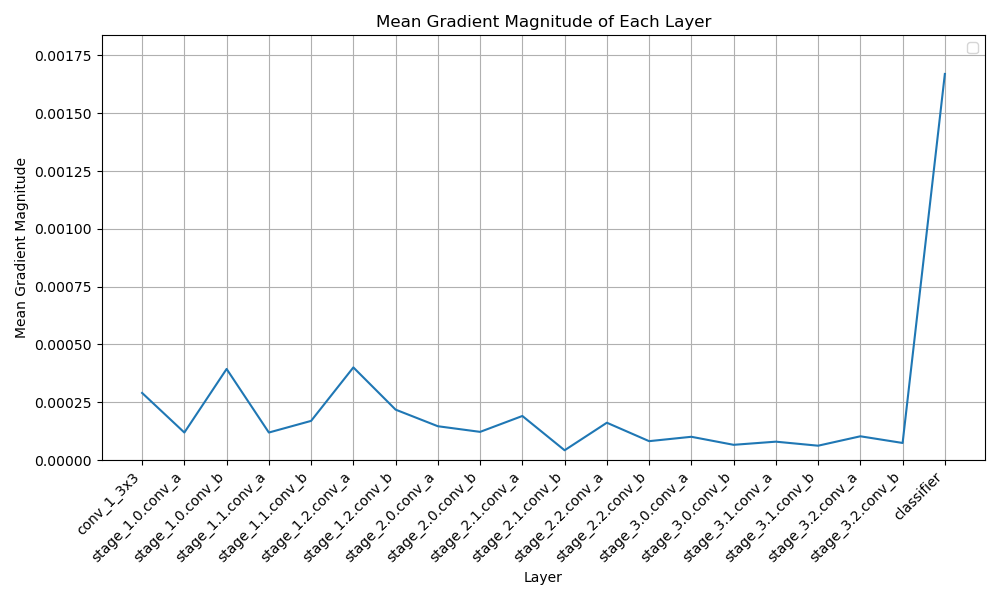 Mean Gradient Magnitude of Each Layer
Mean Gradient Magnitude
0.00175
0.00150
0.00125
0.00100
0.00075
0.00050
0.00025
0.00000
conv_1_3x3
stage_1.0.conv_a
stage_1.0.conv_b
stage_1.1.conv_a
stage_1.1.conv_b
stage_1.2.conv_a
stage_1.2.conv_b
stage_2.0.conv_a
stage_2.0.conv_b
stage_2.1.conv_a
stage_2.1.conv_b
stage_2.2.conv_a
stage_2.2.conv_b
stage_3.0.conv_a
stage_3.0.conv_b
stage_3.1.conv_a
stage_3.1.conv_b
stage_3.2.conv_a
stage_3.2.conv_b
classifier
Layer